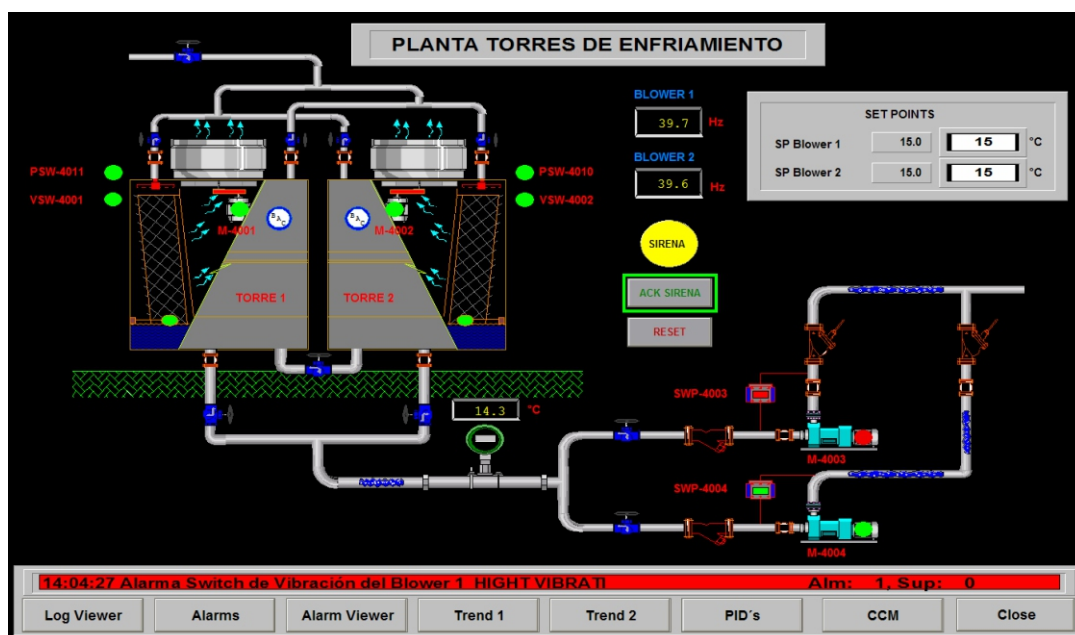 PLANTA TORRES DE ENFRIAMIENTO
BLOWER 1
39.7 Hz
BLOWER 2
39.6 Hz
SET POINTS
SP Blower 1 15.0 15 °C
SP Blower 2 15.0 15 °C
PSW-4011
VSW-4001
PSW-4010
VSW-4002
M-4001
M-4002
BAC
BAC
TORRE 1
TORRE 2
SIRENA
ACK SIRENA
RESET
14.3 °C
SWP-4003
M-4003
SWP-4004
M-4004
14:04:27 Alarma Switch de Vibración del Blower 1 HIGHT VIBRATI Alm: 1, Sup: 0
Log Viewer
Alarms
Alarm Viewer
Trend 1
Trend 2
PID´s
CCM
Close